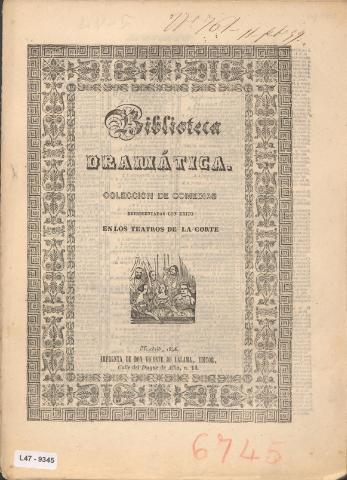 Biblioteca
DRAMÁTICA.
COLECCION DE COMEDIAS
REPRESENTADAS CON EXITO
EN LOS TEATROS DE LA CORTE
Madrid, 1846.
IMPRENTA DE DON VICENTE DE LALAMA, EDITOR,
Calle del Duque de Alba, n. 13.
6745
L47 - 9345